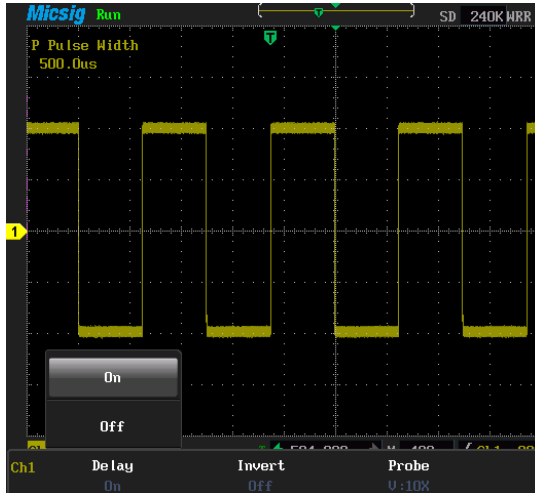 Micsig Run SD 240K WRR
T
T
P Pulse Width
500.0us
1
On
Off
Ch1 Delay Invert Probe
On Off V:10X